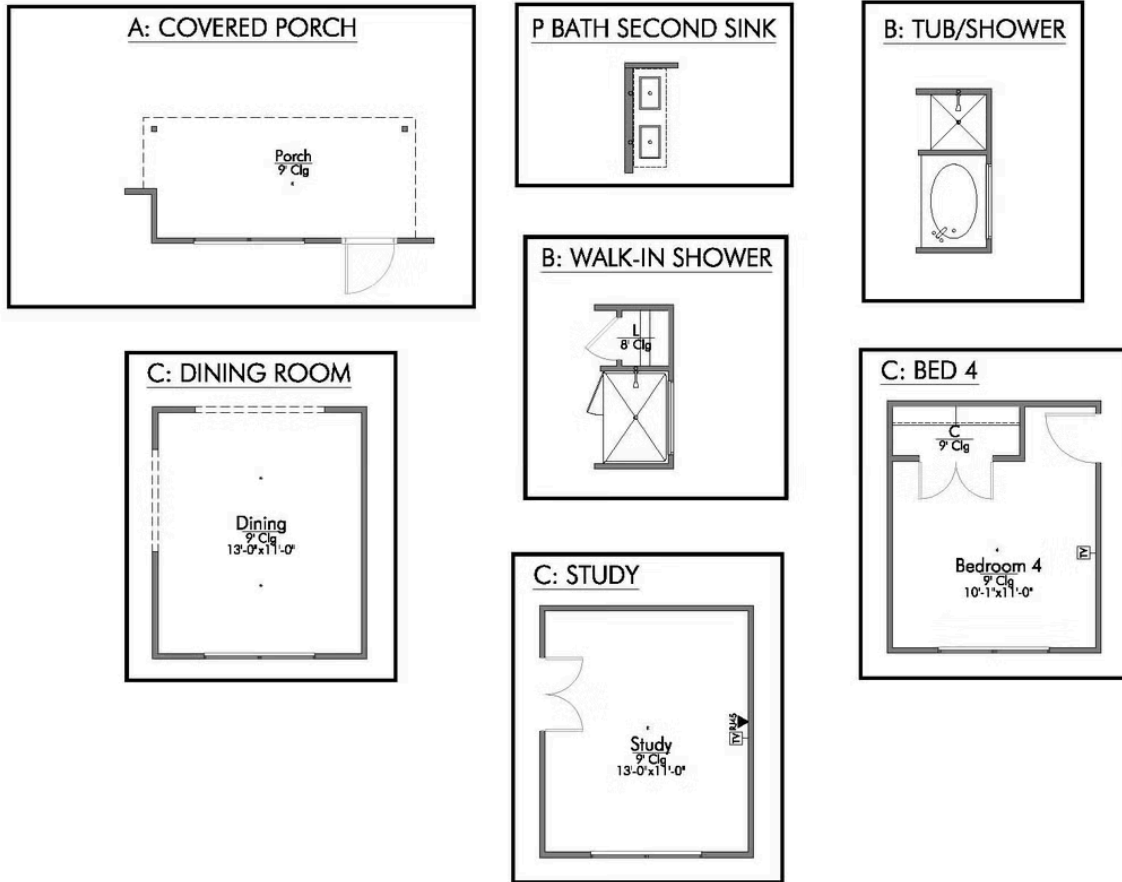 A: COVERED PORCH
Porch
9' Clg
P BATH SECOND SINK
B: TUB/SHOWER
B: WALK-IN SHOWER
L
8' Clg
C: DINING ROOM
Dining
9' Clg
13'-0"x11'-0"
C: STUDY
RJ45
TV
Study
9' Clg
13'-0"x11'-0"
C: BED 4
C
9' Clg
TV
Bedroom 4
9' Clg
10'-1"x11'-0"